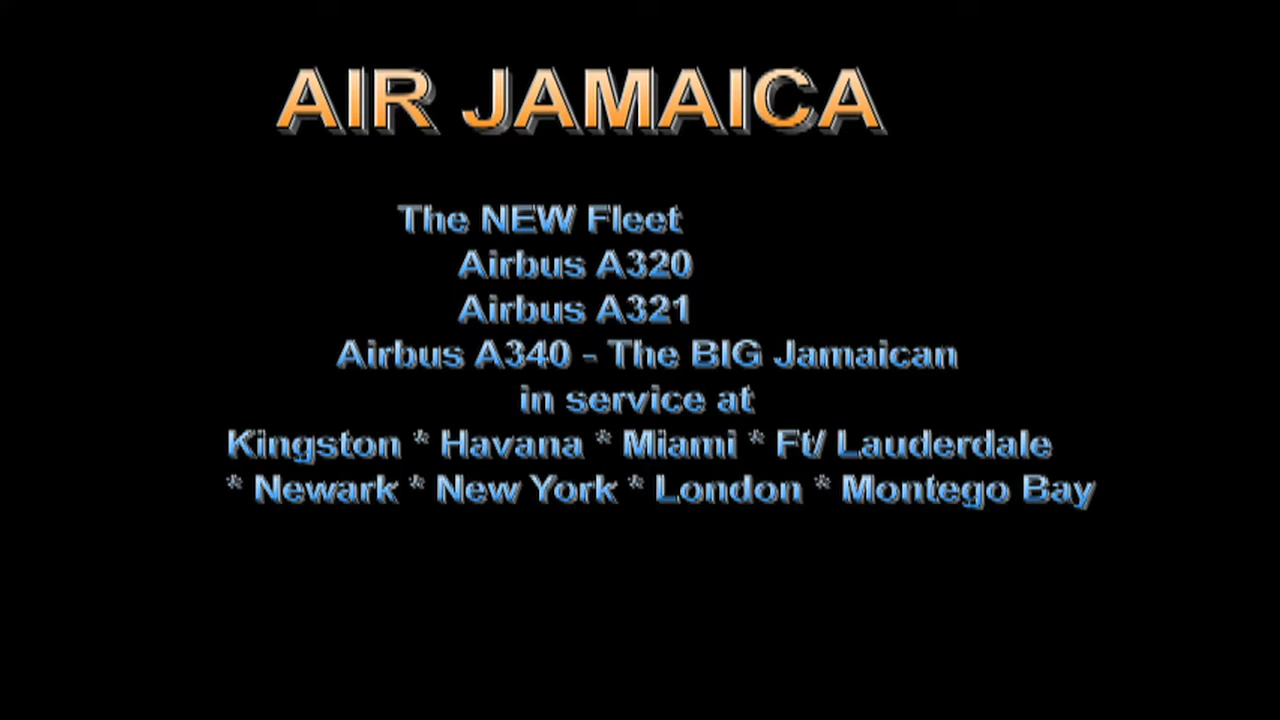 AIR JAMAICA
The NEW Fleet
Airbus A320
Airbus A321
Airbus A340 - The BIG Jamaican
in service at
Kingston * Havana * Miami * Ft/ Lauderdale
* Newark * New York * London * Montego Bay